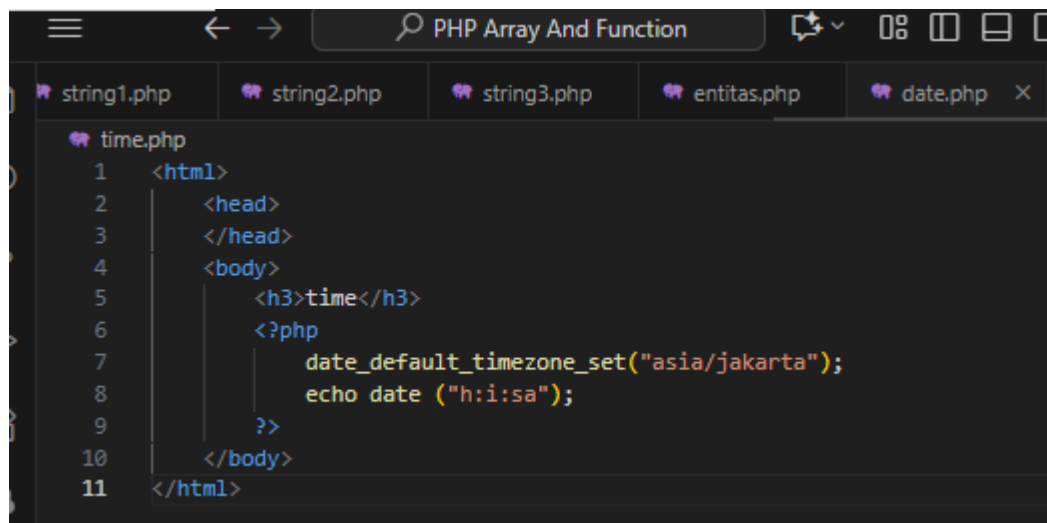 PHP Array And Function
string1.php string2.php string3.php entitas.php date.php
time.php
1 <html>
2 <head>
3 </head>
4 <body>
5 <h3>time</h3>
6 <?php
7 date_default_timezone_set("asia/jakarta");
8 echo date ("h:i:sa");
9 ?>
10 </body>
11 </html>